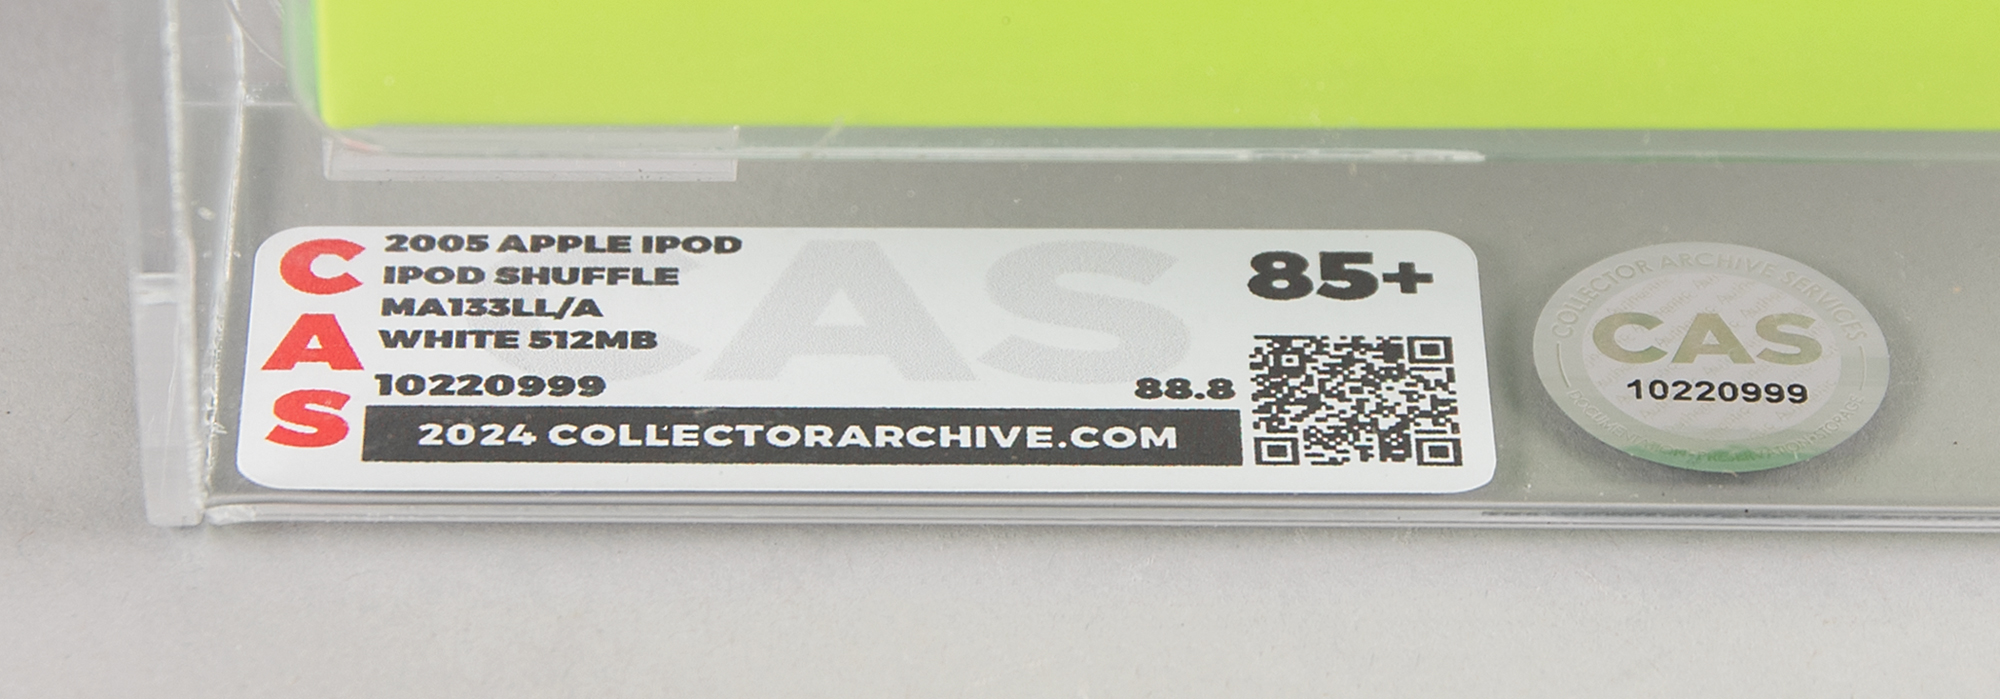 CAS
2005 APPLE IPOD
IPOD SHUFFLE
MA133LL/A
WHITE 512MB
10220999
85+
88.8
2024 COLLECTORARCHIVE.COM
CAS
COLLECTOR ARCHIVE SERVICES
CAS
10220999